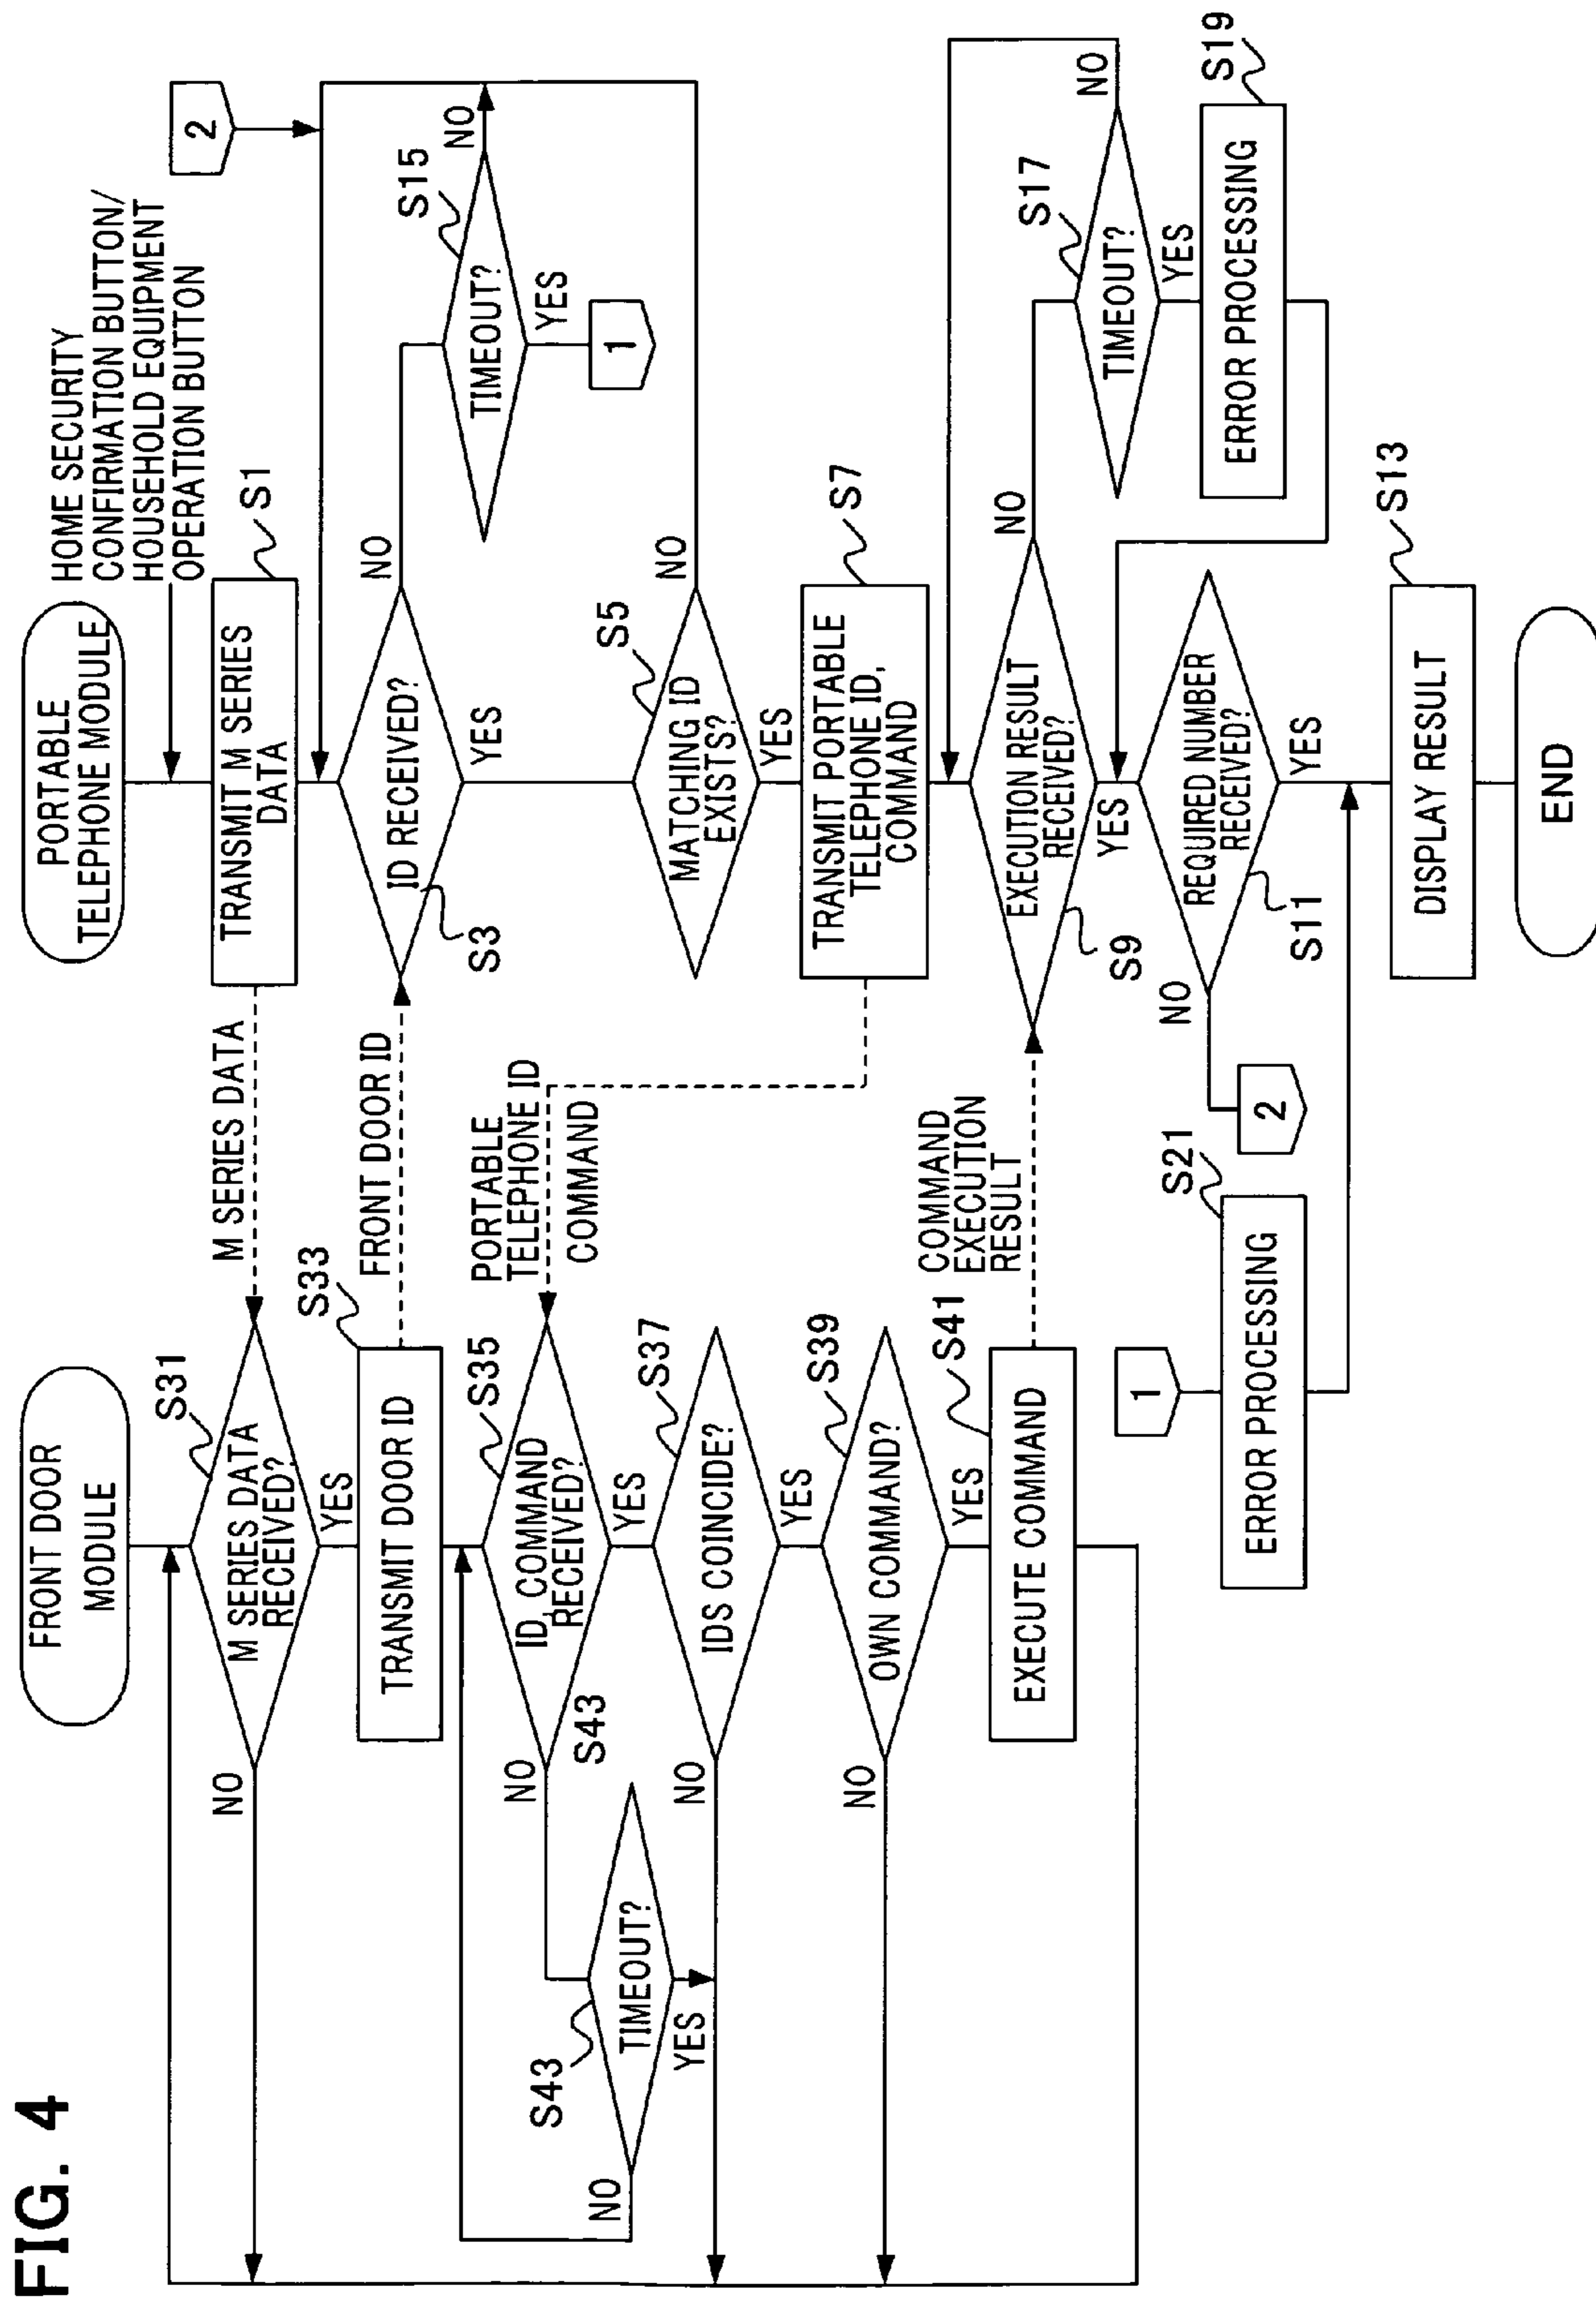 FIG. 4
FRONT DOOR
MODULE
S31
M SERIES DATA
RECEIVED?
NO
YES
S33
TRANSMIT DOOR ID
S35
ID, COMMAND
RECEIVED?
NO
S43
YES
S43
TIMEOUT?
NO
YES
S37
IDS COINCIDE?
NO
YES
S39
OWN COMMAND?
NO
YES
S41
EXECUTE COMMAND
M SERIES DATA
FRONT DOOR ID
PORTABLE
TELEPHONE ID
COMMAND
COMMAND
EXECUTION
RESULT
PORTABLE
TELEPHONE MODULE
HOME SECURITY
CONFIRMATION BUTTON/
HOUSEHOLD EQUIPMENT
OPERATION BUTTON
S1
TRANSMIT M SERIES
DATA
2
ID RECEIVED?
S3
NO
YES
S15
TIMEOUT?
NO
YES
1
S5
MATCHING ID
EXISTS?
NO
YES
S7
TRANSMIT PORTABLE
TELEPHONE ID,
COMMAND
EXECUTION RESULT
RECEIVED?
S9
NO
YES
S17
TIMEOUT?
NO
YES
S19
ERROR PROCESSING
REQUIRED NUMBER
RECEIVED?
S11
NO
YES
2
1
S21
ERROR PROCESSING
S13
DISPLAY RESULT
END